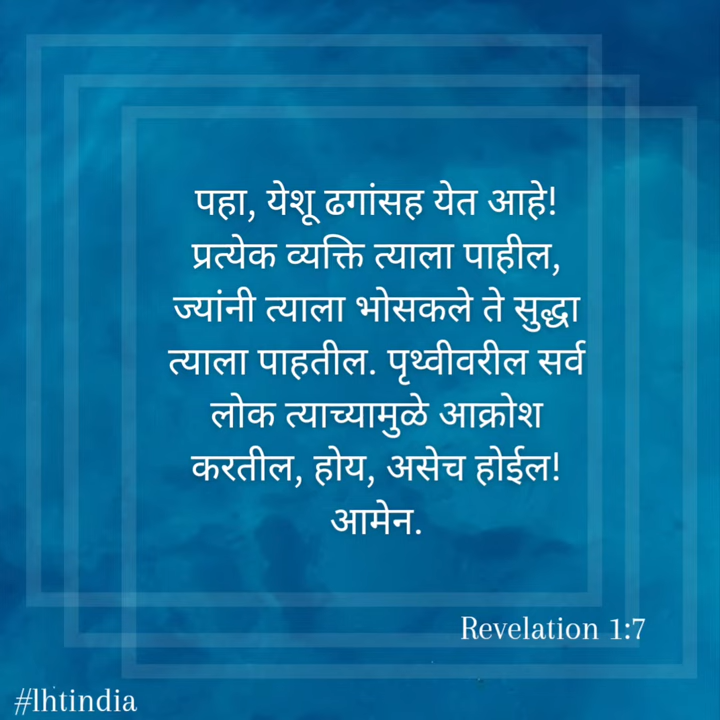 पहा, येशू ढगांसह येत आहे!
प्रत्येक व्यक्ति त्याला पाहील,
ज्यांनी त्याला भोसकले ते सुद्धा
त्याला पाहतील. पृथ्वीवरील सर्व
लोक त्याच्यामुळे आक्रोश
करतील, होय, असेच होईल!
आमेन.
Revelation 1:7
#lhtindia